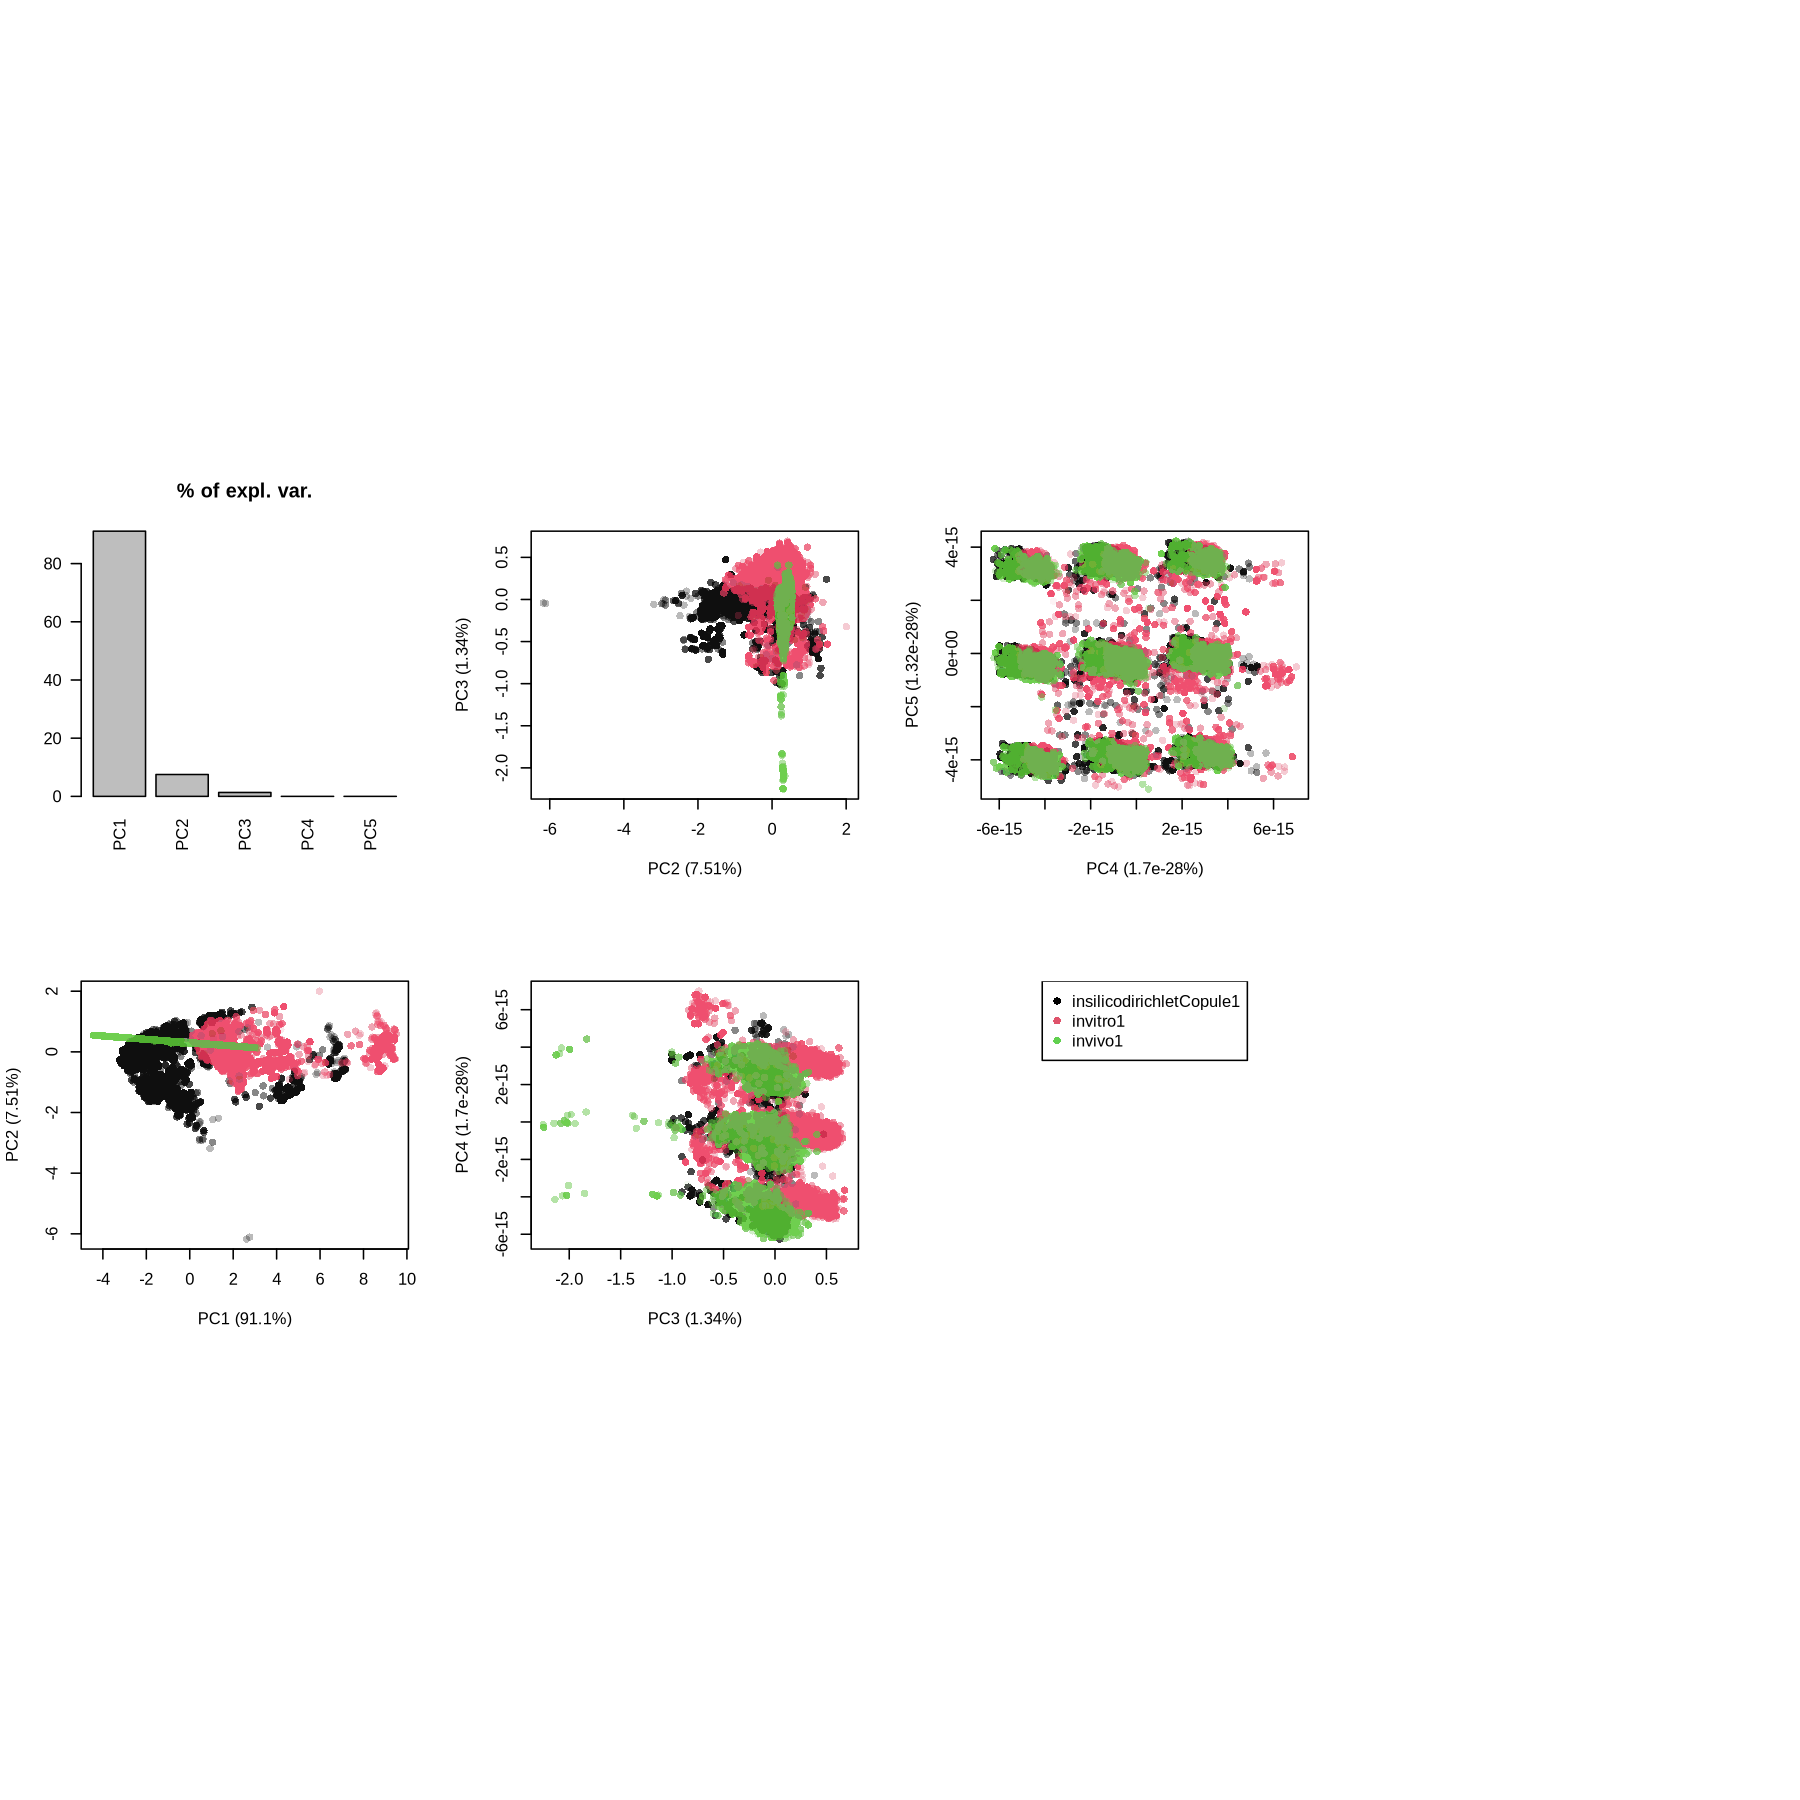 % of expl. var.
80
60
40
20
0
PC1
PC2
PC3
PC4
PC5
PC3 (1.34%)
0.5
0.0
-0.5
-1.0
-1.5
-2.0
-6
-4
-2
0
2
PC2 (7.51%)
PC5 (1.32e-28%)
4e-15
0e+00
-4e-15
-6e-15
-2e-15
2e-15
6e-15
PC4 (1.7e-28%)
PC2 (7.51%)
2
0
-2
-4
-6
-4
-2
0
2
4
6
8
10
PC1 (91.1%)
PC4 (1.7e-28%)
6e-15
2e-15
-2e-15
-6e-15
-2.0
-1.5
-1.0
-0.5
0.0
0.5
PC3 (1.34%)
insilicodirichletCopule1
invitro1
invivo1